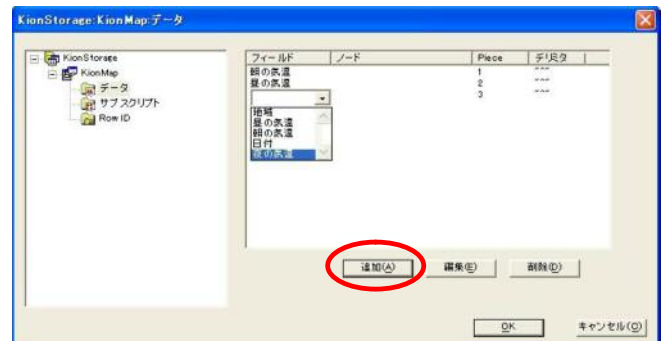 KionStorage:KionMap:データ
KionStorage
KionMap
データ
サブスクリプト
Row ID
フィールド ノード Piece デリミタ
朝の気温 1 "^"
昼の気温 2 "^"
3 "^"
地域
昼の気温
朝の気温
日付
夜の気温
追加(A) 編集(E) 削除(D)
OK キャンセル(Q)